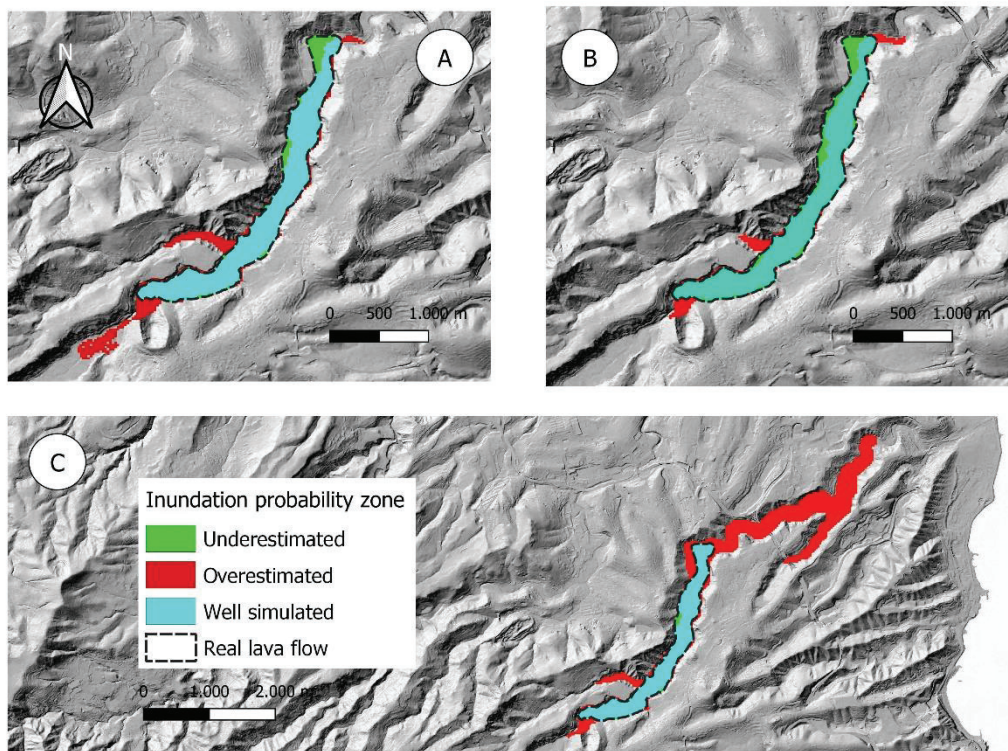 N
A
0 500 1.000 m
B
0 500 1.000 m
C
Inundation probability zone
Underestimated
Overestimated
Well simulated
Real lava flow
0 1.000 2.000 m